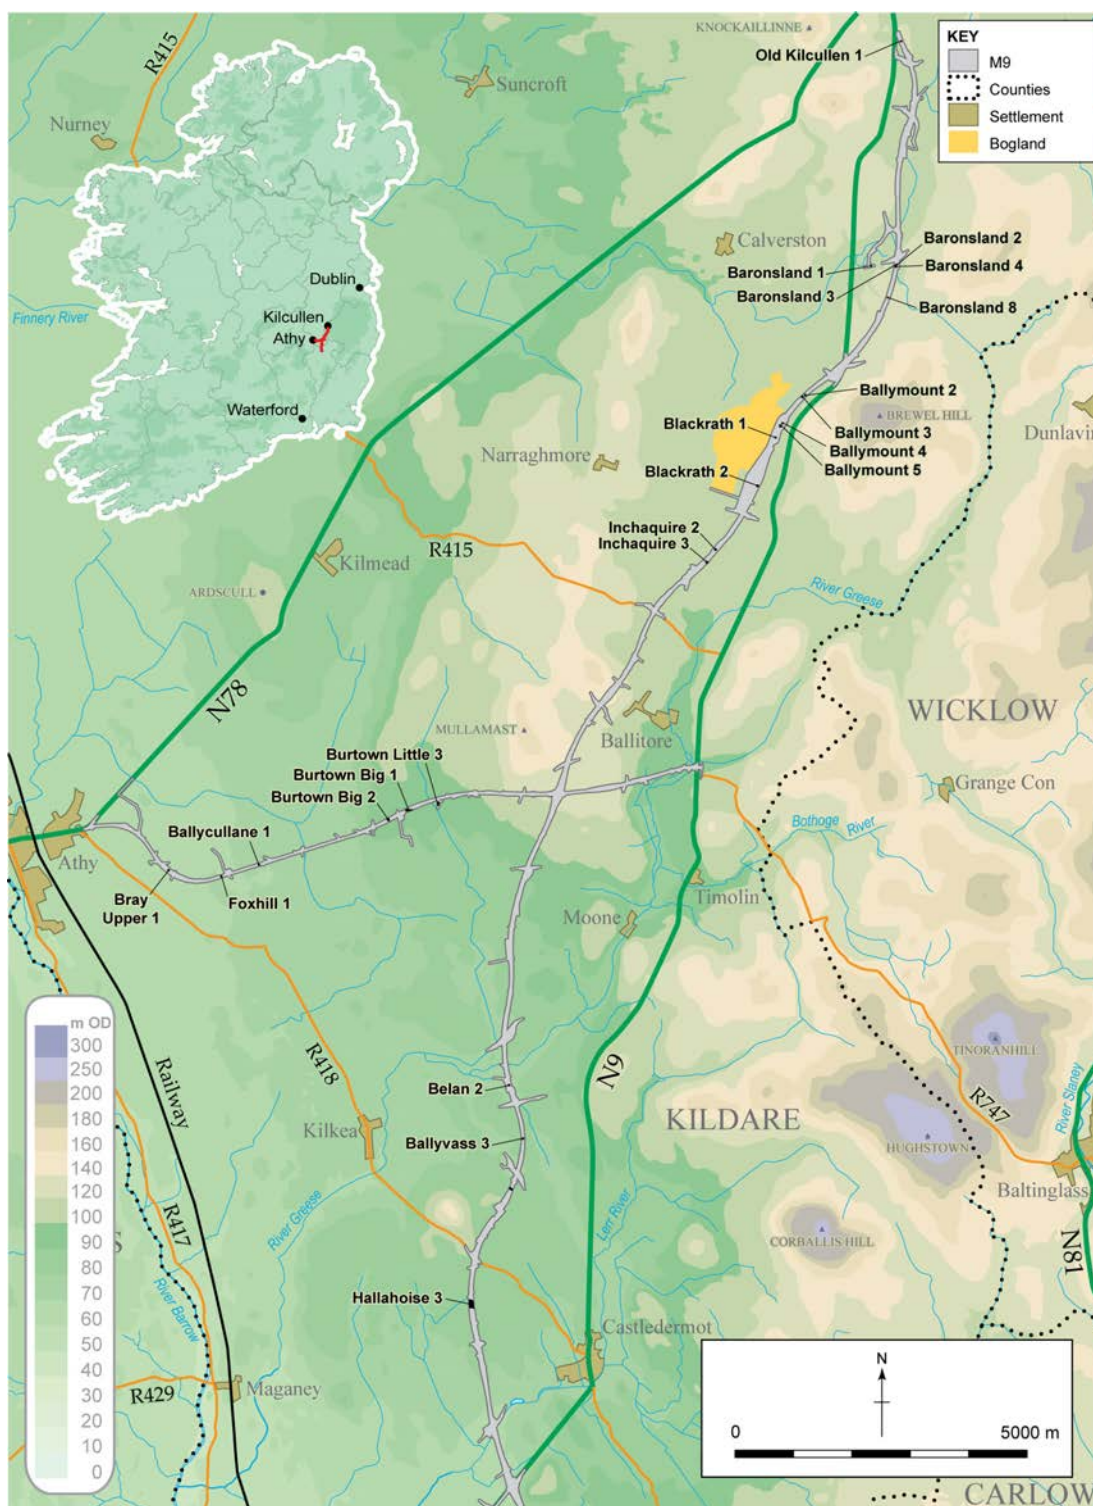 KNOCKAILLINNE
Old Kilcullen 1
KEY
M9
Counties
Settlement
Bogland
R415
Suncroft
Nurney
Calverston
Baronsland 2
Baronsland 1
Baronsland 4
Baronsland 3
Baronsland 8
Dublin
Kilcullen
Athy
Waterford
Finnery River
Ballymount 2
BREWEL HILL
Blackrath 1
Ballymount 3
Ballymount 4
Ballymount 5
Dunlavin
Narraghmore
Blackrath 2
Inchaquire 2
Inchaquire 3
R415
Kilmead
ARDSCULL
River Greese
N78
WICKLOW
MULLAMAST
Ballitore
Burtown Little 3
Burtown Big 1
Burtown Big 2
Grange Con
Bothoge River
Ballycullane 1
Athy
Bray
Upper 1
Foxhill 1
Timolin
Moone
m OD
300
250
200
180
160
140
120
100
90
80
70
60
50
40
30
20
10
0
Railway
R418
N9
TINORANHILL
Belan 2
KILDARE
R747
River Slaney
Kilkea
Ballyvass 3
HUGHSTOWN
Baltinglass
R417
River Greese
Lerr River
CORBALLIS HILL
N81
S
River Barrow
Hallahoise 3
Castledermot
R429
Maganey
N
0
5000 m
CARLOW